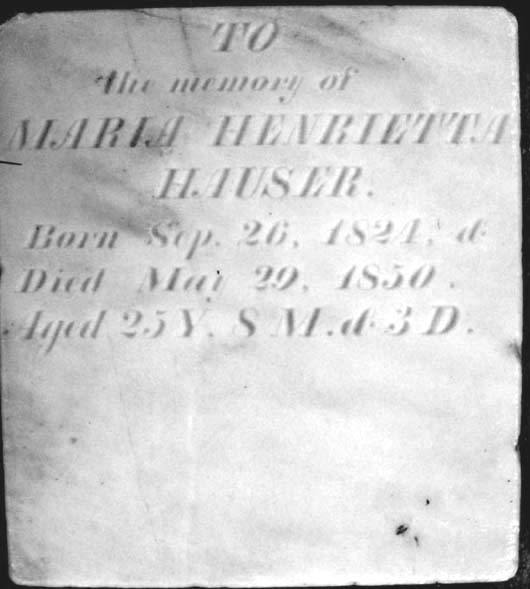 TO
the memory of
MARIA HENRIETTA
HAUSER.
Born Sep. 26, 1824, &
Died May 29, 1850.
Aged 25 Y. 8 M. & 3 D.